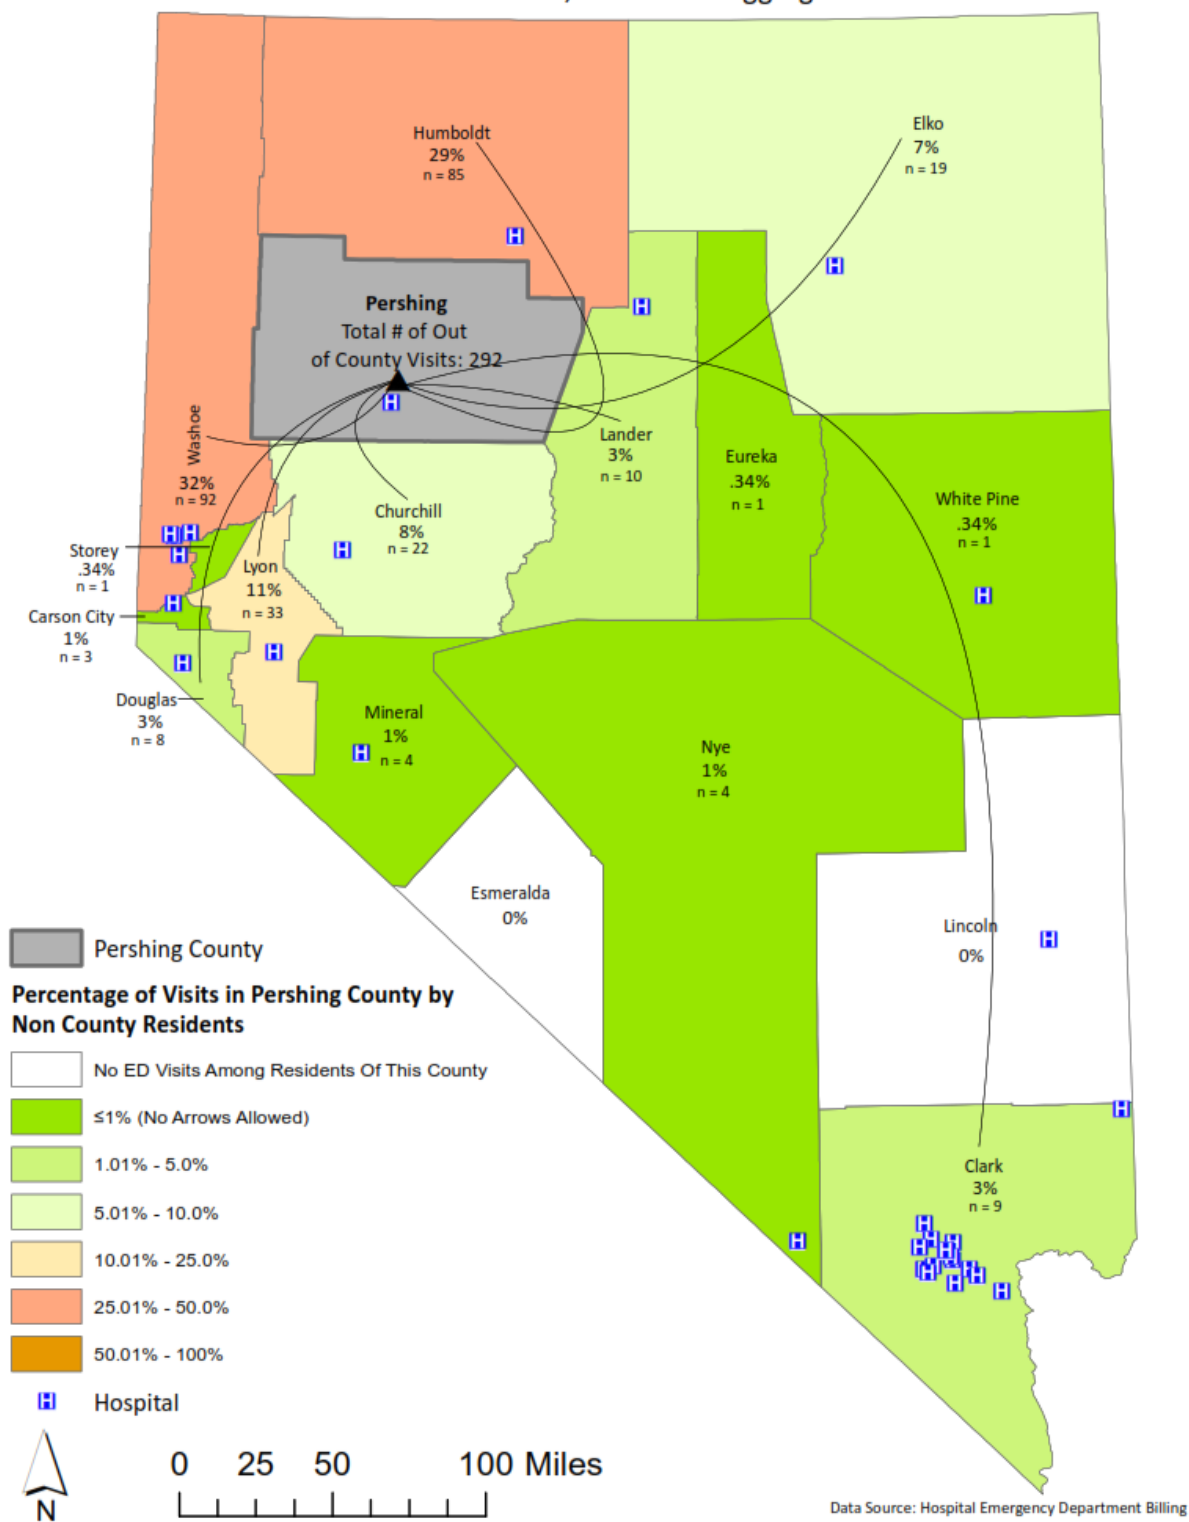 Humboldt
29%
n = 85
Elko
7%
n = 19
Pershing
Total # of Out
of County Visits: 292
Washoe
32%
n = 92
Lander
3%
n = 10
Eureka
.34%
n = 1
White Pine
.34%
n = 1
Churchill
8%
n = 22
Storey
.34%
n = 1
Lyon
11%
n = 33
Carson City
1%
n = 3
Douglas
3%
n = 8
Mineral
1%
n = 4
Nye
1%
n = 4
Esmeralda
0%
Lincoln
0%
Clark
3%
n = 9
Pershing County
Percentage of Visits in Pershing County by
Non County Residents
No ED Visits Among Residents Of This County
≤1% (No Arrows Allowed)
1.01% - 5.0%
5.01% - 10.0%
10.01% - 25.0%
25.01% - 50.0%
50.01% - 100%
H Hospital
N
0 25 50 100 Miles
Data Source: Hospital Emergency Department Billing